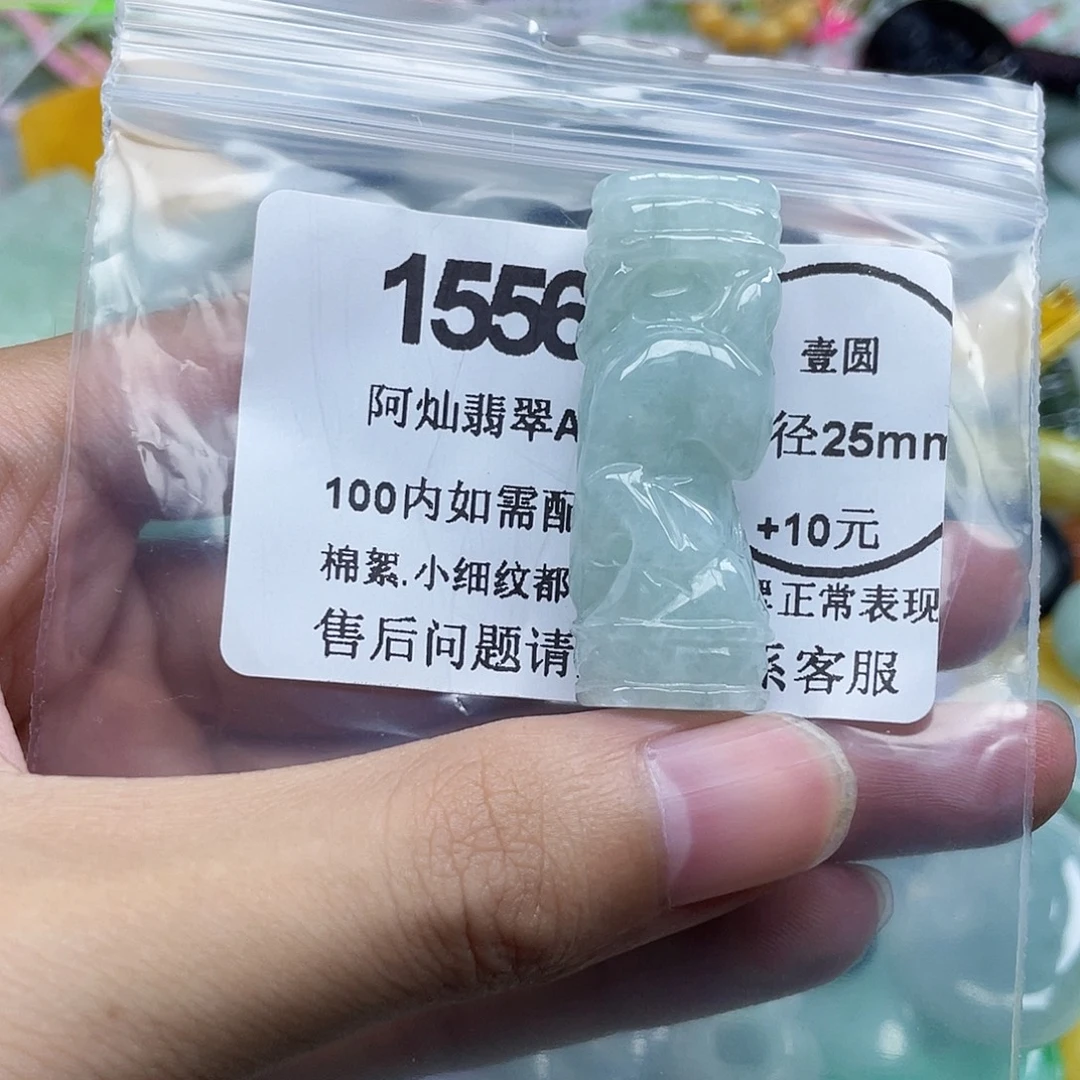 1556
壹圆
阿灿翡翠A 径25mm
100内如需配 +10元
棉絮.小细纹都 正常表现
售后问题请 系客服